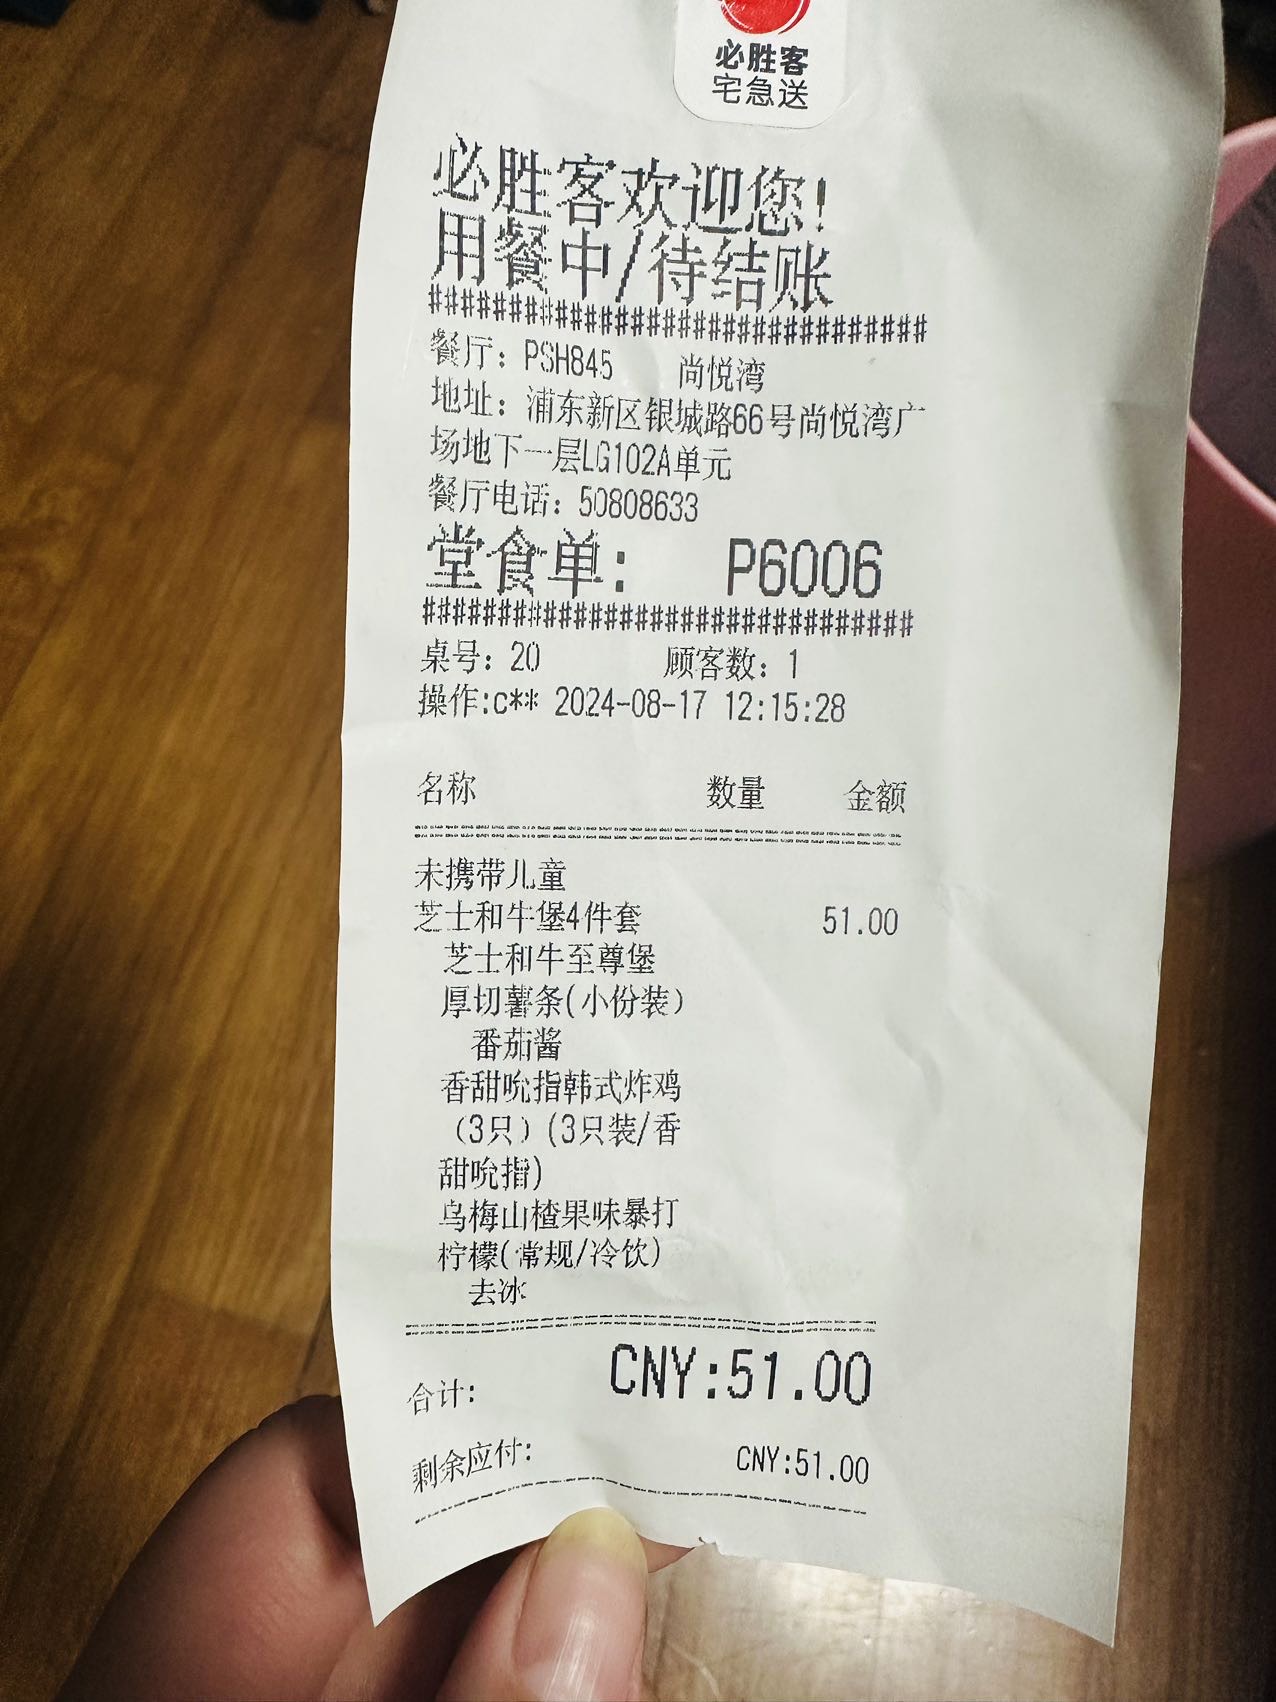 必胜客
宅急送
必胜客欢迎您!
用餐中/待结账
################################
餐厅: PSH845 尚悦湾
地址: 浦东新区银城路66号尚悦湾广
场地下一层LG102A单元
餐厅电话: 50808633
堂食单: P6006
################################
桌号: 20 顾客数: 1
操作:c** 2024-08-17 12:15:28
名称 数量 金额
未携带儿童
芝士和牛堡4件套 51.00
芝士和牛至尊堡
厚切薯条(小份装)
番茄酱
香甜吮指韩式炸鸡
(3只)(3只装/香
甜吮指)
乌梅山楂果味暴打
柠檬(常规/冷饮)
去冰
合计: CNY:51.00
剩余应付: CNY:51.00